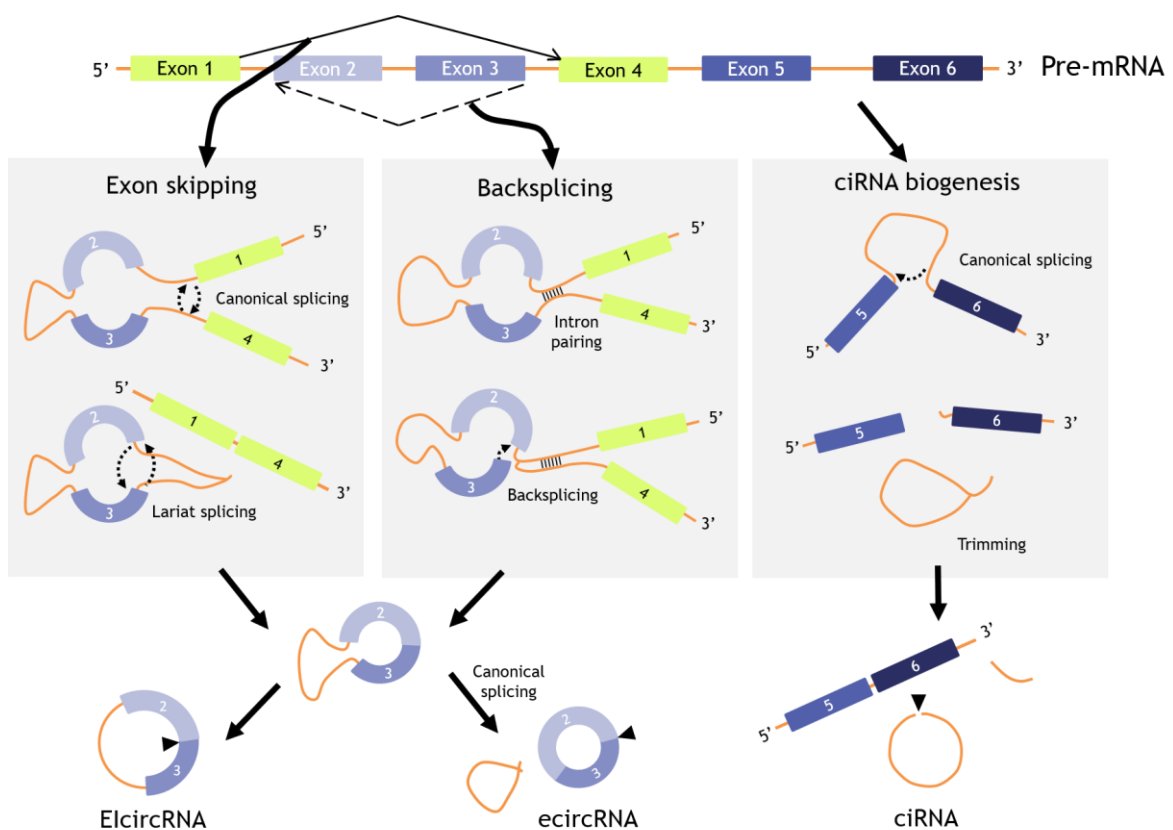 5’ Exon 1 Exon 2 Exon 3 Exon 4 Exon 5 Exon 6 3’ Pre-mRNA
Exon skipping
2
1
5’
Canonical splicing
3
4
3’
5’
2
1
4
3
Lariat splicing
3’
Backsplicing
2
1
5’
3
Intron
pairing
4
3’
2
1
5’
3
Backsplicing
4
3’
ciRNA biogenesis
Canonical splicing
5
6
5’
3’
5’
5
6
3’
Trimming
2
3
Canonical
splicing
2
3
EIcircRNA
2
3
ecircRNA
3’
6
5
5’
ciRNA